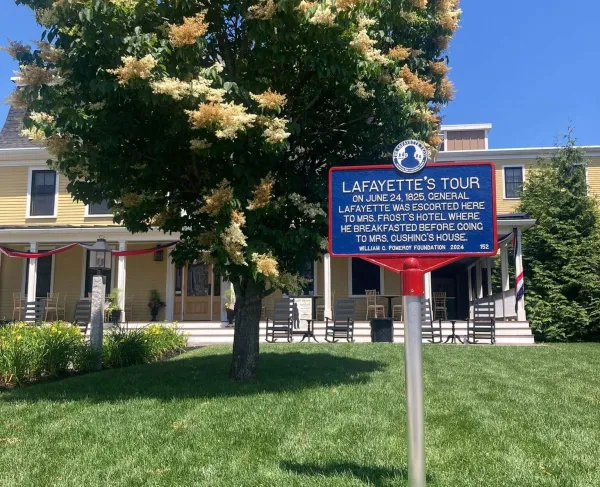 LAFAYETTE'S TOUR
ON JUNE 24, 1825, GENERAL
LAFAYETTE WAS ESCORTED HERE
TO MRS. FROST'S HOTEL WHERE
HE BREAKFASTED BEFORE GOING
TO MRS. CUSHING'S HOUSE.
WILLIAM G. POMEROY FOUNDATION 2024 152